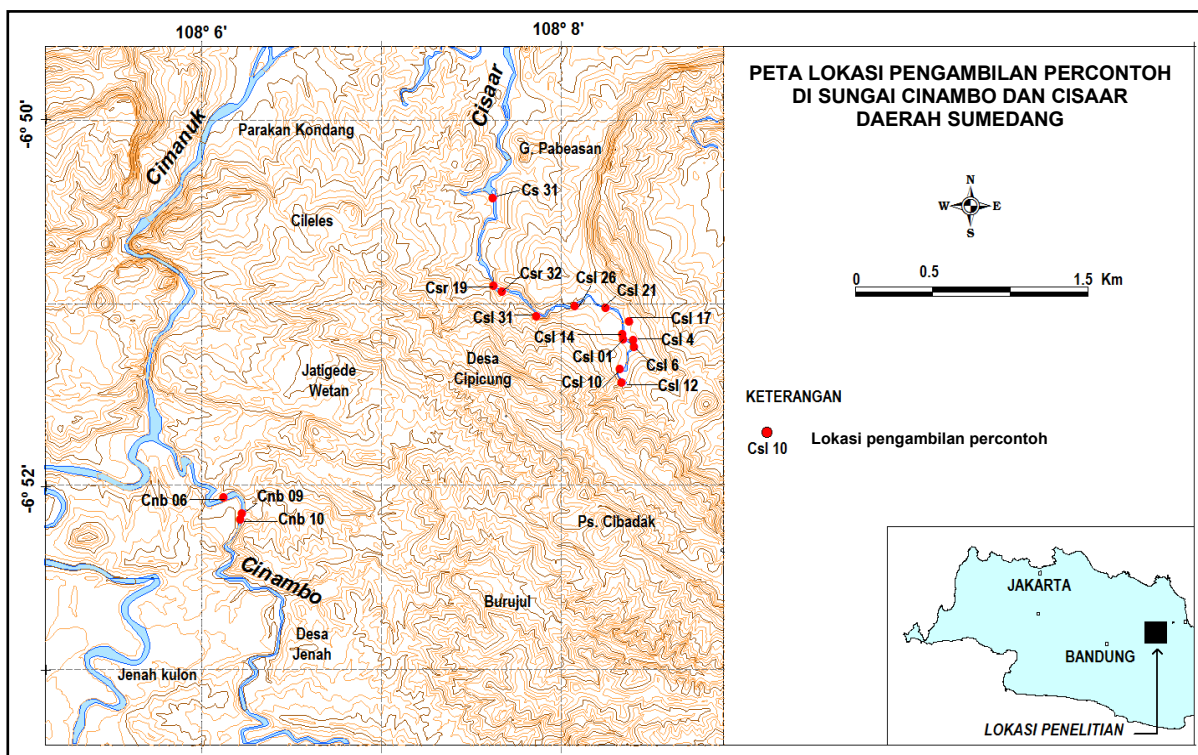 108° 6'
108° 8'
-6° 50'
-6° 52'
Cimanuk
Parakan Kondang
Cisaar
G. Pabeasan
Cs 31
Cileles
Csr 32
Csl 26
Csr 19
Csl 21
Csl 31
Csl 17
Csl 14
Csl 4
Csl 01
Csl 6
Csl 10
Csl 12
Desa
Cipicung
Jatigede
Wetan
Cnb 06
Cnb 09
Cnb 10
Ps. Cibadak
Cinambo
Burujul
Desa
Jenah
Jenah kulon
PETA LOKASI PENGAMBILAN PERCONTOH
DI SUNGAI CINAMBO DAN CISAAR
DAERAH SUMEDANG
N
W E
S
0 0.5 1.5 Km
KETERANGAN
Csl 10
Lokasi pengambilan percontoh
JAKARTA
BANDUNG
LOKASI PENELITIAN